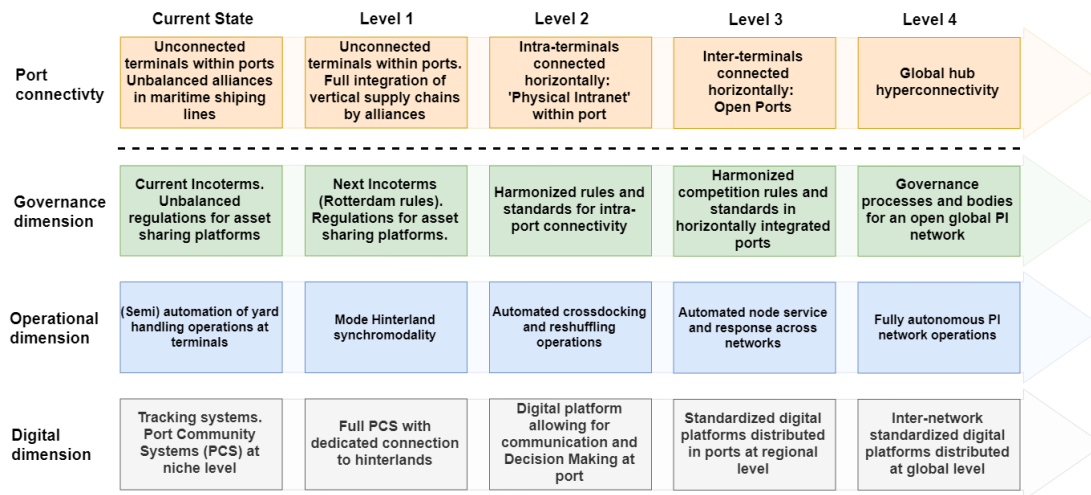 Current State
Level 1
Level 2
Level 3
Level 4
Port
connectivty
Unconnected
terminals within ports
Unbalanced alliances
in maritime shiping
lines
Unconnected
terminals within ports.
Full integration of
vertical supply chains
by alliances
Intra-terminals
connected
horizontally:
'Physical Intranet'
within port
Inter-terminals
connected
horizontally:
Open Ports
Global hub
hyperconnectivity
Governance
dimension
Current Incoterms.
Unbalanced
regulations for asset
sharing platforms
Next Incoterms
(Rotterdam rules).
Regulations for asset
sharing platforms.
Harmonized rules and
standards for intra-
port connectivity
Harmonized
competition rules and
standards in
horizontally integrated
ports
Governance
processes and bodies
for an open global PI
network
Operational
dimension
(Semi) automation of yard
handling operations at
terminals
Mode Hinterland
synchromodality
Automated crossdocking
and reshuffling
operations
Automated node service
and response across
networks
Fully autonomous PI
network operations
Digital
dimension
Tracking systems.
Port Community
Systems (PCS) at
niche level
Full PCS with
dedicated connection
to hinterlands
Digital platform
allowing for
communication and
Decision Making at
port
Standardized digital
platforms distributed
in ports at regional
level
Inter-network
standardized digital
platforms distributed
at global level